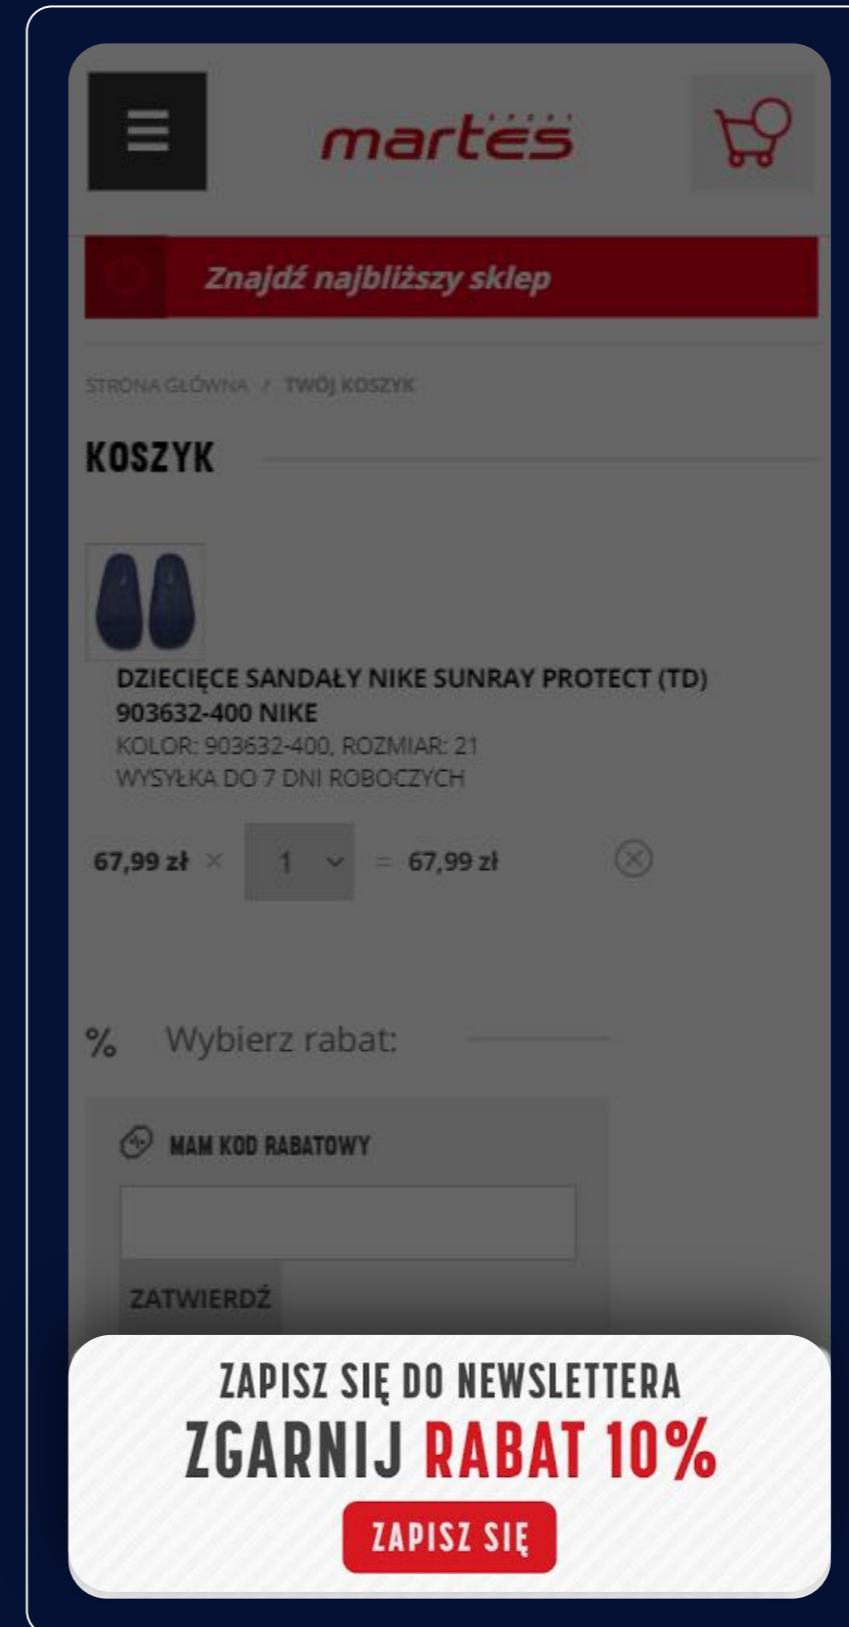 martes
SPORT
Znajdź najbliższy sklep
STRONA GŁÓWNA / TWÓJ KOSZYK
KOSZYK
DZIECIĘCE SANDAŁY NIKE SUNRAY PROTECT (TD)
903632-400 NIKE
KOLOR: 903632-400, ROZMIAR: 21
WYSYŁKA DO 7 DNI ROBOCZYCH
67,99 zł × 1 = 67,99 zł
% Wybierz rabat:
MAM KOD RABATOWY
ZATWIERDŹ
ZAPISZ SIĘ DO NEWSLETTERA
ZGARNIJ RABAT 10%
ZAPISZ SIĘ